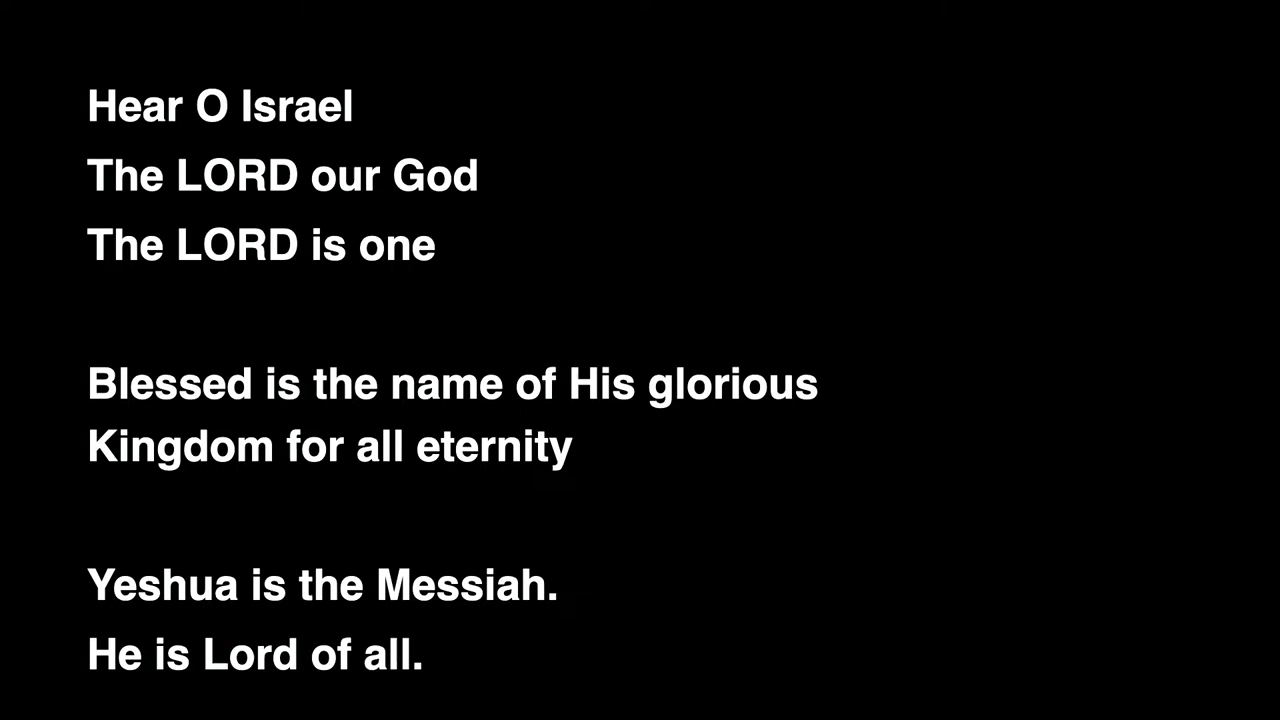 Hear O Israel
The LORD our God
The LORD is one
Blessed is the name of His glorious
Kingdom for all eternity
Yeshua is the Messiah.
He is Lord of all.